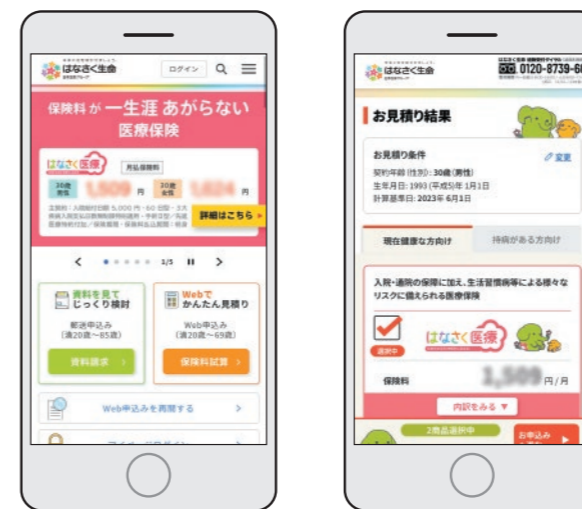 はなさく生命
ログイン
保険料が一生涯あがらない
医療保険
はなさく医療
月払保険料
30歳
男性
円
30歳
女性
円
詳細はこちら
1/5
資料を見て
じっくり検討
郵送申込み
(満20歳～85歳)
資料請求
Webで
かんたん見積り
Web申込み
(満20歳～69歳)
保険料試算
Web申込みを再開する
はなさく生命
0120-8739-6
お見積り結果
お見積り条件
変更
契約年齢(性別): 30歳(男性)
生年月日: 1993(平成5)年1月1日
計算基準日: 2023年6月1日
現在健康な方向け
持病がある方向け
入院・通院の保障に加え、生活習慣病等による様々な
リスクに備えられる医療保険
選択中
はなさく医療
保険料
1,509円/月
内訳をみる ▼
2商品選択中
お申込み